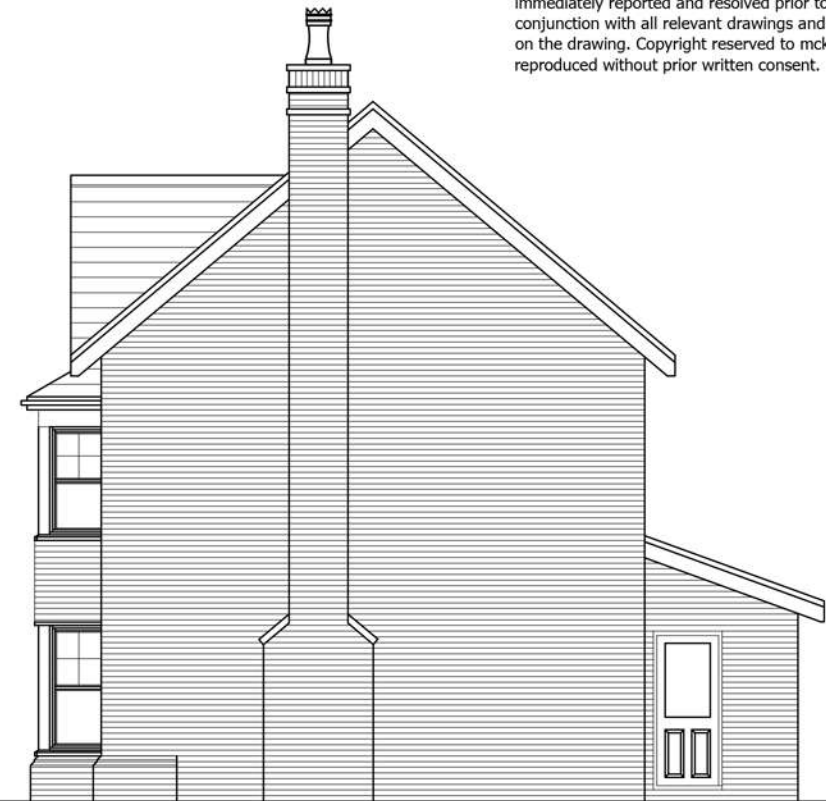 immediately reported and resolved prior to
conjunction with all relevant drawings and
on the drawing. Copyright reserved to mck
reproduced without prior written consent.